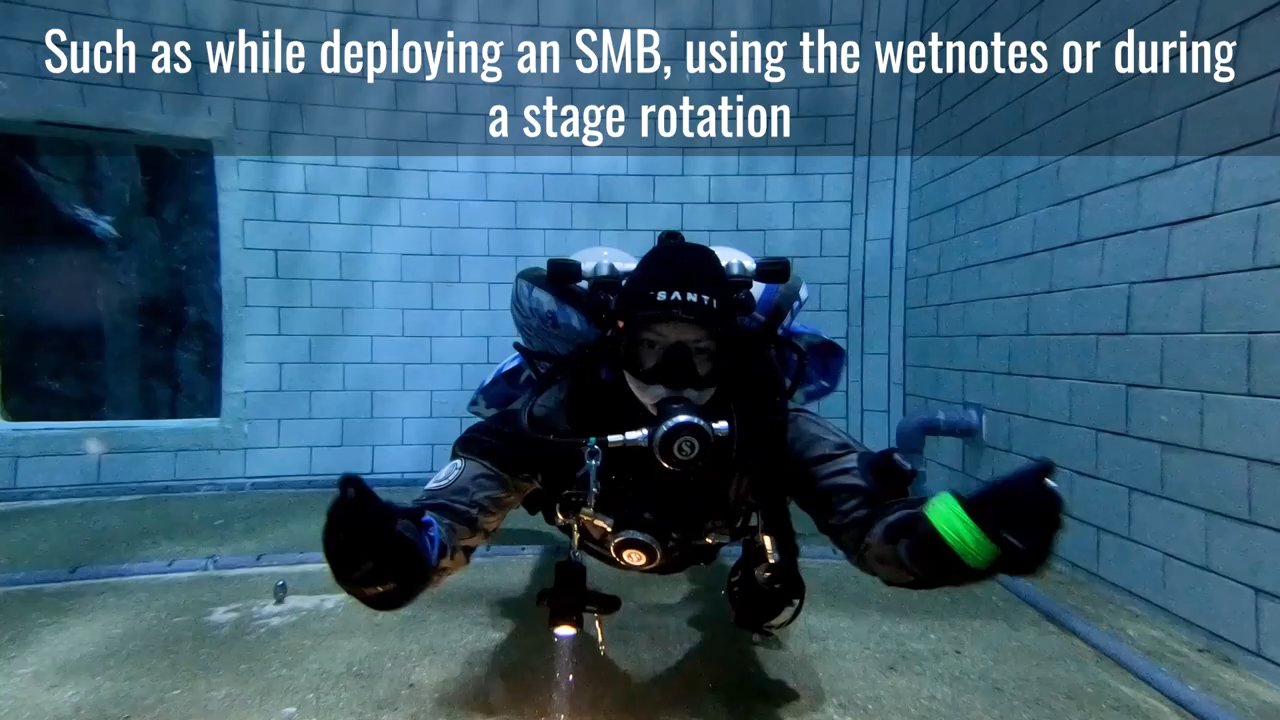 Such as while deploying an SMB, using the wetnotes or during
a stage rotation
SANTI
S
S